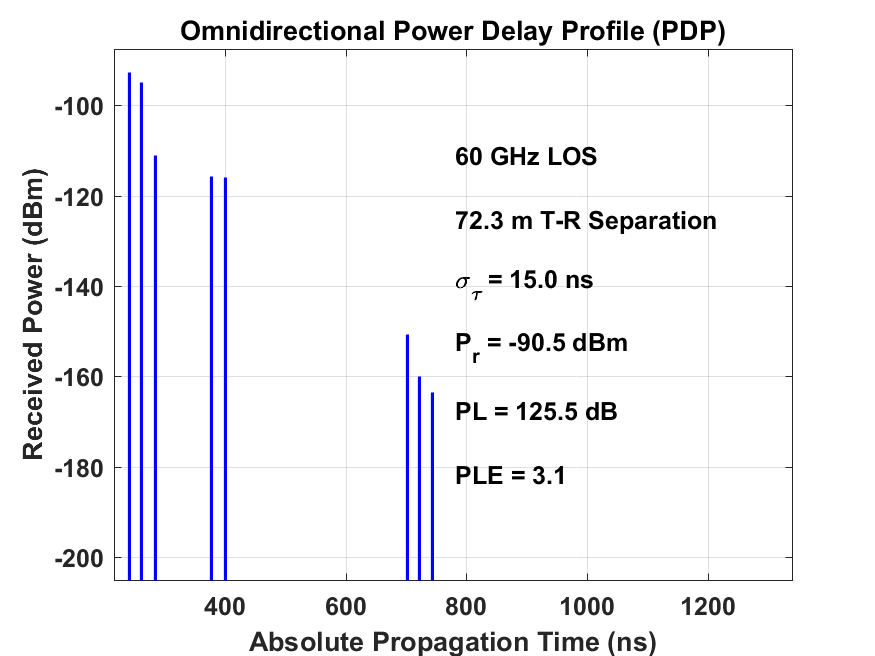 Omnidirectional Power Delay Profile (PDP)
Received Power (dBm)
-100
-120
-140
-160
-180
-200
60 GHz LOS
72.3 m T-R Separation
σ_τ = 15.0 ns
P_r = -90.5 dBm
PL = 125.5 dB
PLE = 3.1
400 600 800 1000 1200
Absolute Propagation Time (ns)